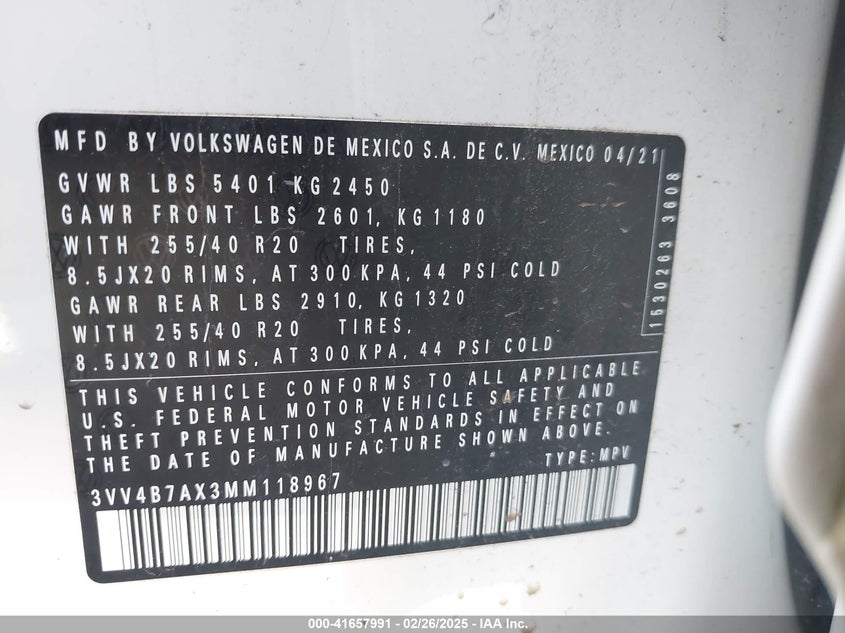 MFD BY VOLKSWAGEN DE MEXICO S.A. DE C.V. MEXICO 04/21
GVWR LBS 5401 KG 2450
GAWR FRONT LBS 2601, KG 1180
WITH 255/40 R20 TIRES,
8.5JX20 RIMS, AT 300 KPA, 44 PSI COLD
GAWR REAR LBS 2910, KG 1320
WITH 255/40 R20 TIRES,
8.5JX20 RIMS, AT 300 KPA, 44 PSI COLD
1530263 3608
THIS VEHICLE CONFORMS TO ALL APPLICABLE
U.S. FEDERAL MOTOR VEHICLE SAFETY AND
THEFT PREVENTION STANDARDS IN EFFECT ON
THE DATE OF MANUFACTURE SHOWN ABOVE.
TYPE: MPV
3VV4B7AX3MM118967
000-41657991 - 02/26/2025 - IAA Inc.